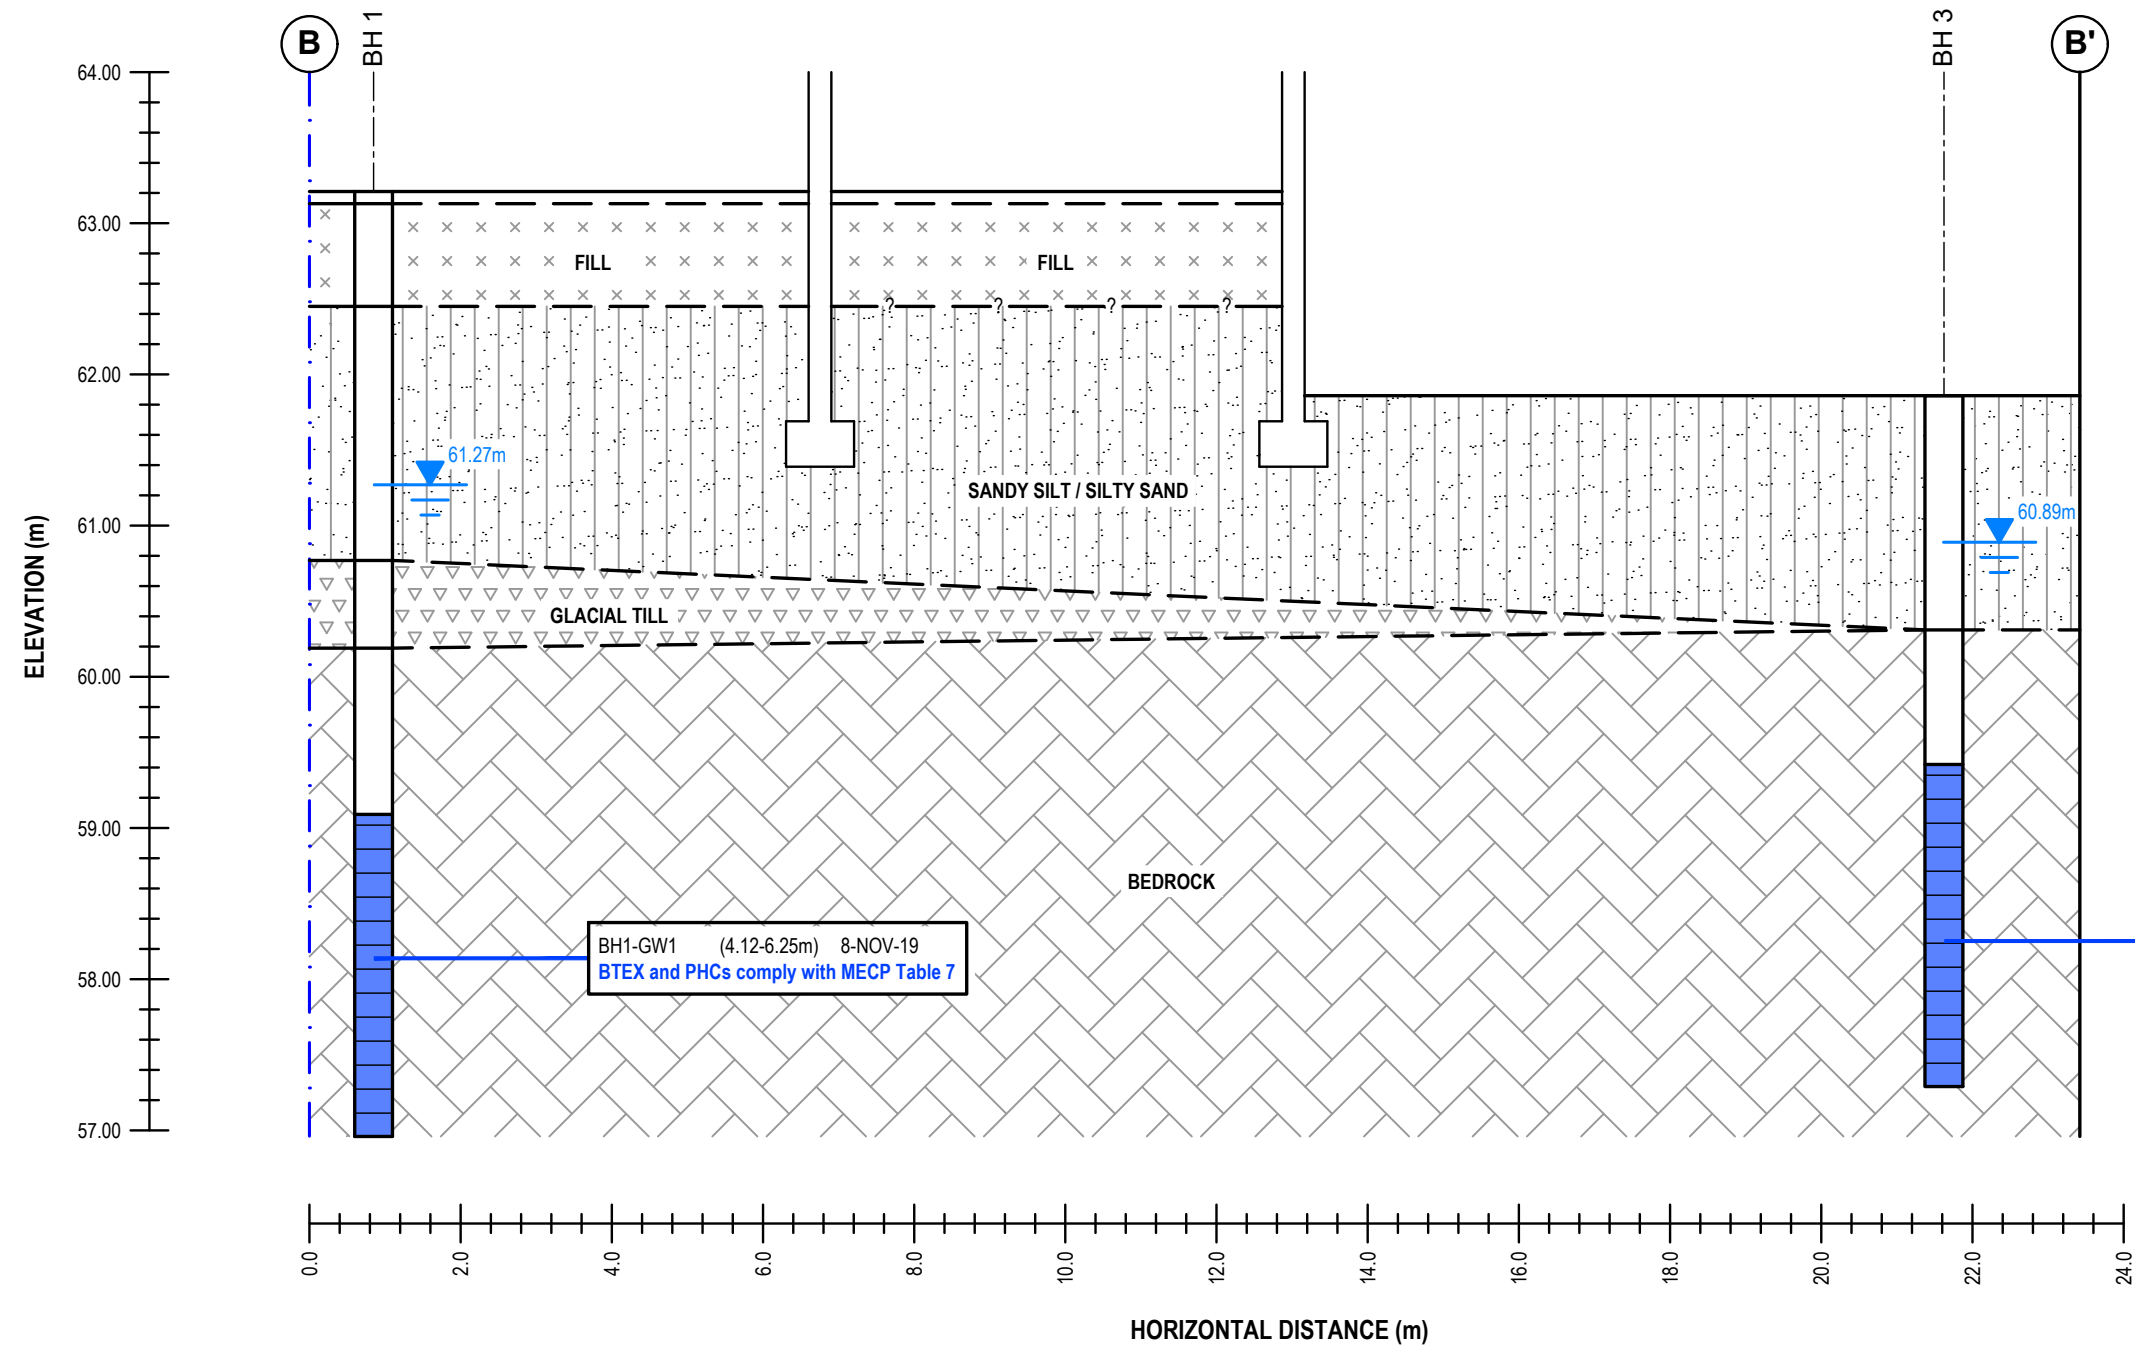 B
BH 1
BH 3
B'
64.00
63.00
62.00
61.00
60.00
59.00
58.00
57.00
ELEVATION (m)
FILL
FILL
?
?
?
?
61.27m
SANDY SILT / SILTY SAND
60.89m
GLACIAL TILL
BEDROCK
BH1-GW1 (4.12-6.25m) 8-NOV-19
BTEX and PHCs comply with MECP Table 7
0.0
2.0
4.0
6.0
8.0
10.0
12.0
14.0
16.0
18.0
20.0
22.0
24.0
HORIZONTAL DISTANCE (m)